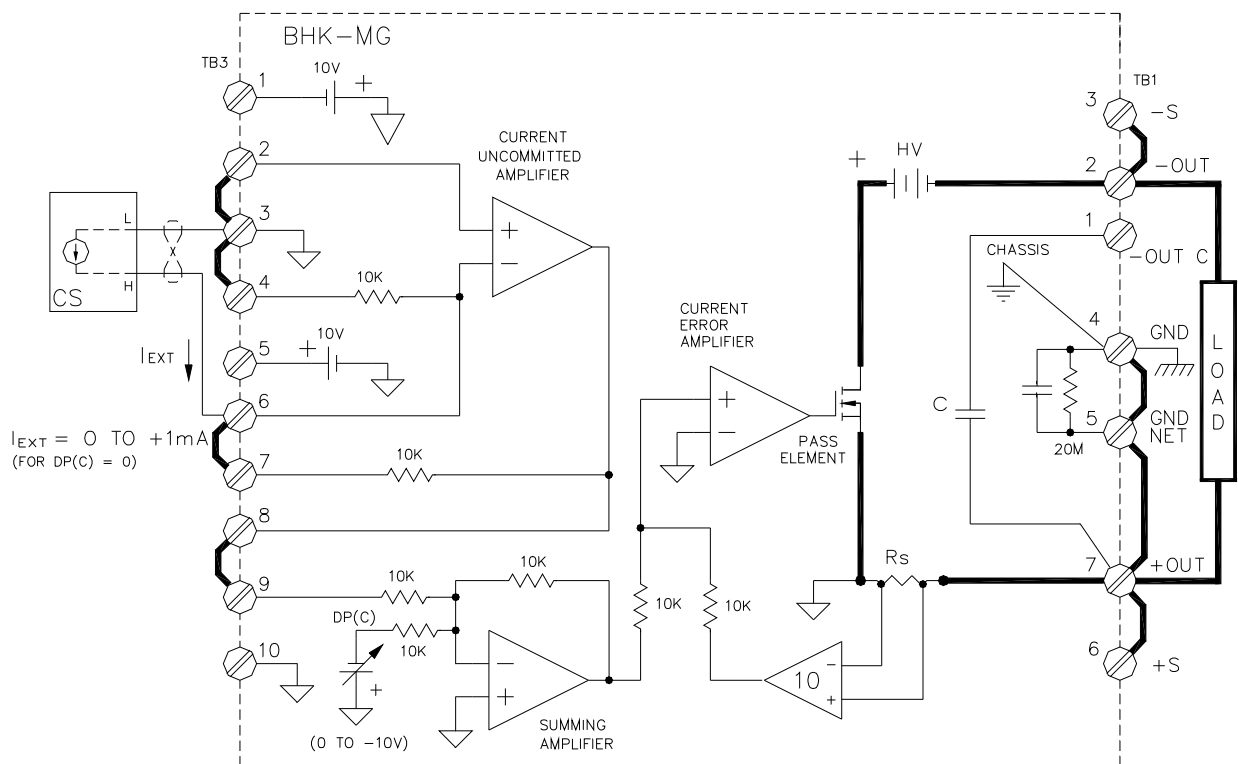 BHK-MG
TB3
1
10V
+
2
CURRENT
UNCOMMITTED
AMPLIFIER
+
−
3
L
H
CS
4
10K
5
+
10V
IEXT
6
IEXT = 0 TO +1mA
(FOR DP(C) = 0)
7
10K
8
9
10K
10K
DP(C)
10K
+
(0 TO -10V)
10
−
+
SUMMING
AMPLIFIER
CURRENT
ERROR
AMPLIFIER
+
−
PASS
ELEMENT
10K
10K
10
-
+
Rs
+
HV
TB1
3
-S
2
-OUT
1
-OUT C
CHASSIS
4
GND
C
5
GND
NET
20M
LOAD
7
+OUT
6
+S